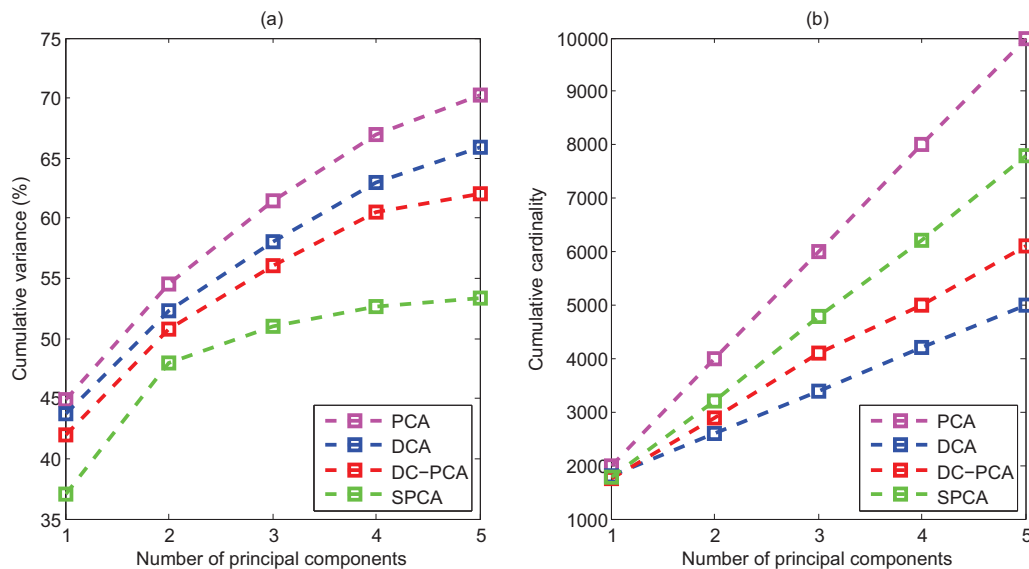 (a)
75
70
65
60
55
50
45
40
35
Cumulative variance (%)
1 2 3 4 5
Number of principal components
PCA
DCA
DC−PCA
SPCA
(b)
10000
9000
8000
7000
6000
5000
4000
3000
2000
1000
Cumulative cardinality
1 2 3 4 5
Number of principal components
PCA
DCA
DC−PCA
SPCA